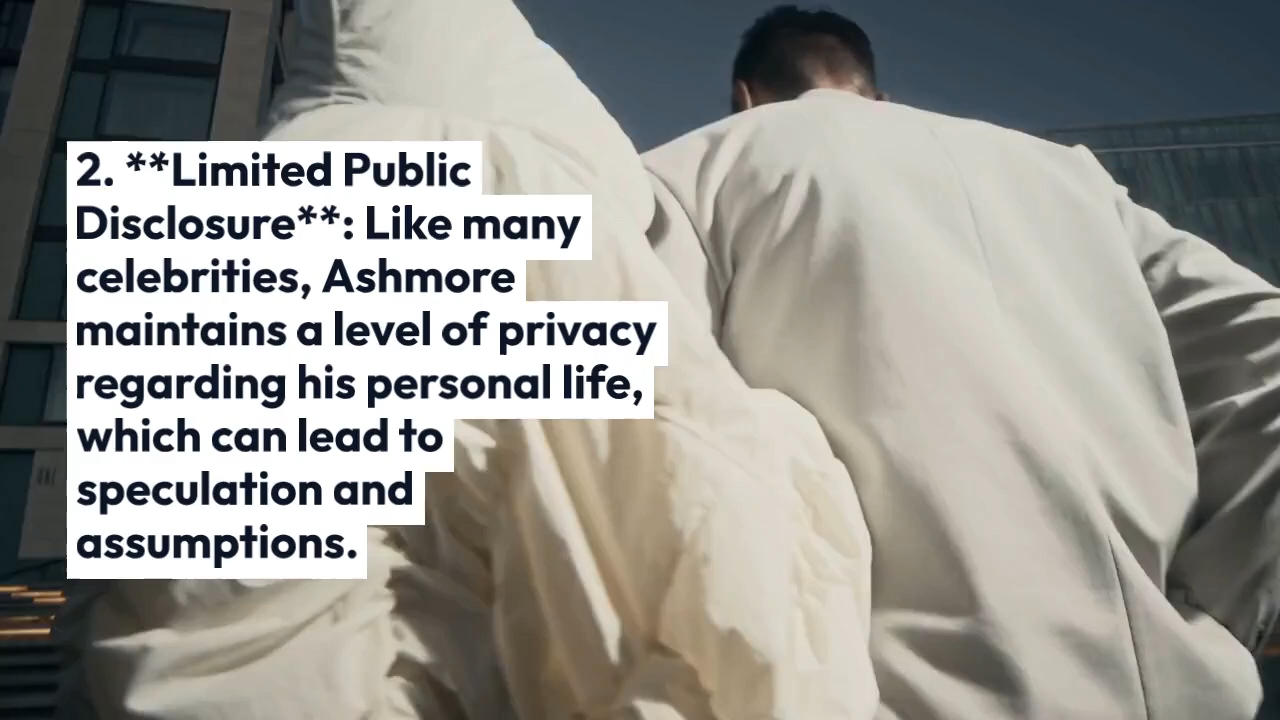 2. **Limited Public
Disclosure**: Like many
celebrities, Ashmore
maintains a level of privacy
regarding his personal life,
which can lead to
speculation and
assumptions.